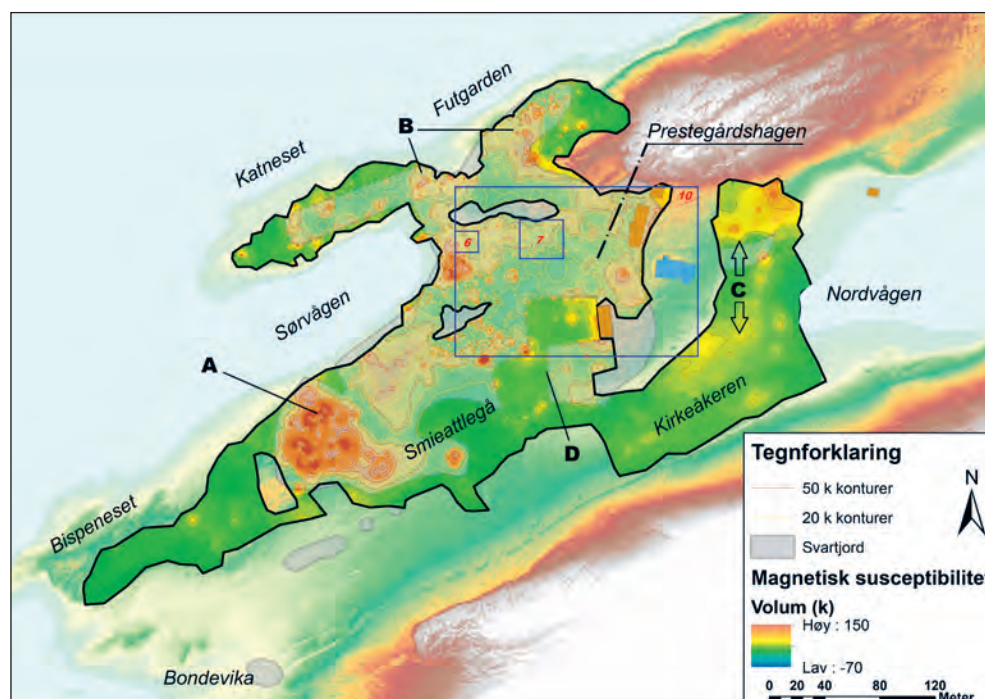 Futgarden
B
Prestegårdshagen
Katneset
10
6
7
C
Nordvågen
Sørvågen
A
Smieattlegå
Kirkeåkeren
D
Bispeneset
Bondevika
Tegnforklaring
50 k konturer
20 k konturer
Svartjord
N
Magnetisk susceptibilitet
Volum (k)
Høy : 150
Lav : -70
0 20 40 80 120
Meter